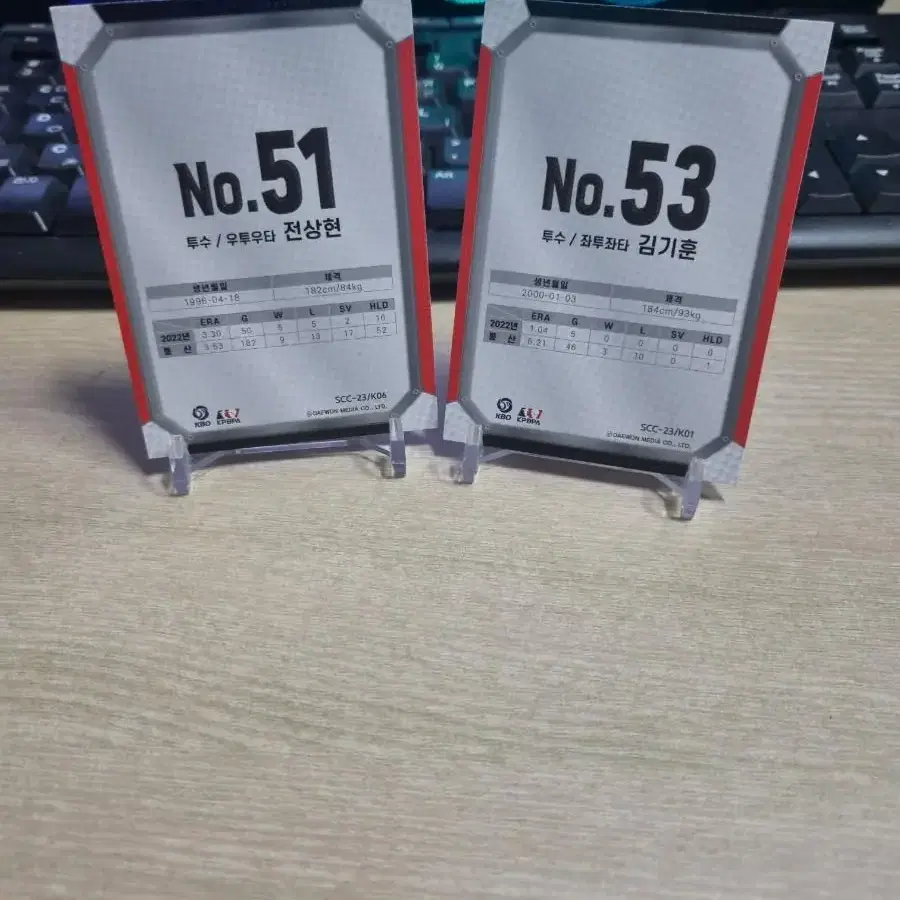 No.51
투수 / 우투우타 전상현
생년월일 체격
1996-04-18 182cm/84kg
ERA G W L SV HLD
2022년 3.30 50 5 5 2 16
통 산 3.53 182 9 13 17 52
SCC-23/K06
KBO KPBPA ©DAEWON MEDIA CO., LTD.
No.53
투수 / 좌투좌타 김기훈
생년월일 체격
2000-01-03 184cm/93kg
ERA G W L SV HLD
2022년 1.04 5 0 0 0 0
통 산 5.21 46 3 10 0 1
SCC-23/K01
KBO KPBPA ©DAEWON MEDIA CO., LTD.